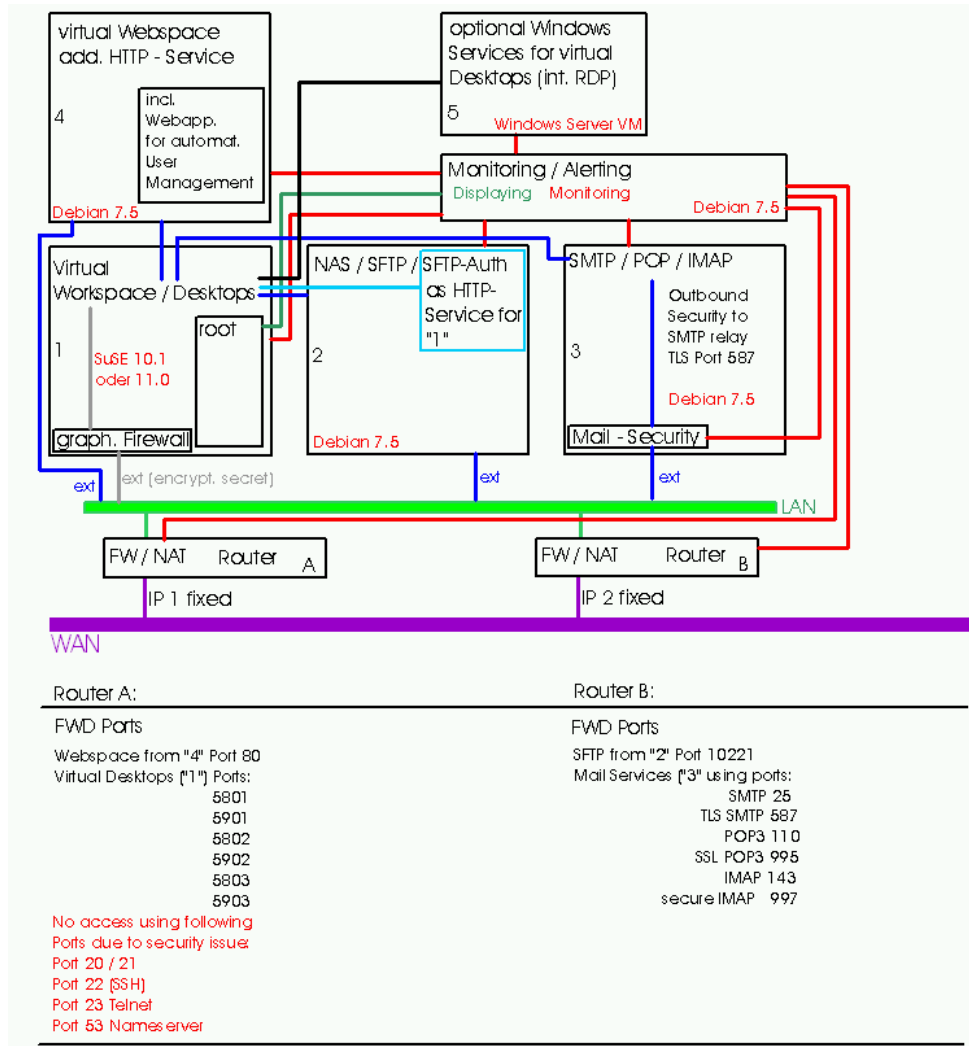 virtual Webspace
add. HTTP - Service
4
incl.
Webapp.
for automat.
User
Management
Debian 7.5
optional Windows
Services for virtual
Desktops (int. RDP)
5
Windows Server VM
Monitoring / Alerting
Displaying Monitoring
Debian 7.5
Virtual
Workspace / Desktops
root
1
SuSE 10.1
oder 11.0
graph. Firewall
NAS / SFTP / SFTP-Auth
as HTTP-
Service for
"1"
2
Debian 7.5
SMTP / POP / IMAP
Outbound
Security to
SMTP relay
TLS Port 587
3
Debian 7.5
Mail - Security
ext
ext (encrypt. secret)
ext
ext
LAN
FW / NAT Router A
FW / NAT Router B
IP 1 fixed
IP 2 fixed
WAN
Router A:
FWD Ports
Webspace from "4" Port 80
Virtual Desktops ("1") Ports:
5801
5901
5802
5902
5803
5903
No access using following
Ports due to security issue:
Port 20 / 21
Port 22 (SSH)
Port 23 Telnet
Port 53 Nameserver
Router B:
FWD Ports
SFTP from "2" Port 10221
Mail Services ("3" using ports:
SMTP 25
TLS SMTP 587
POP3 110
SSL POP3 995
IMAP 143
secure IMAP 997